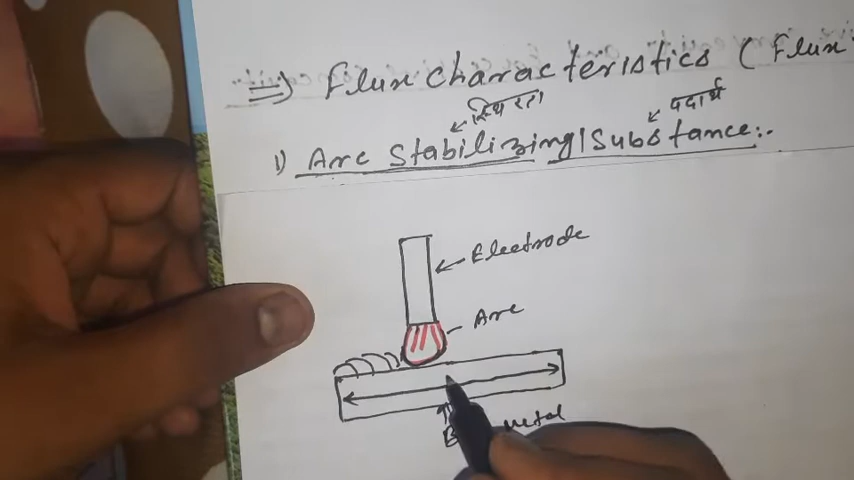 => Flux characteristics ( Flux
स्थिरता पदार्थ
1) Arc Stabilizing | Substance:-
Electrode
Arc
metal